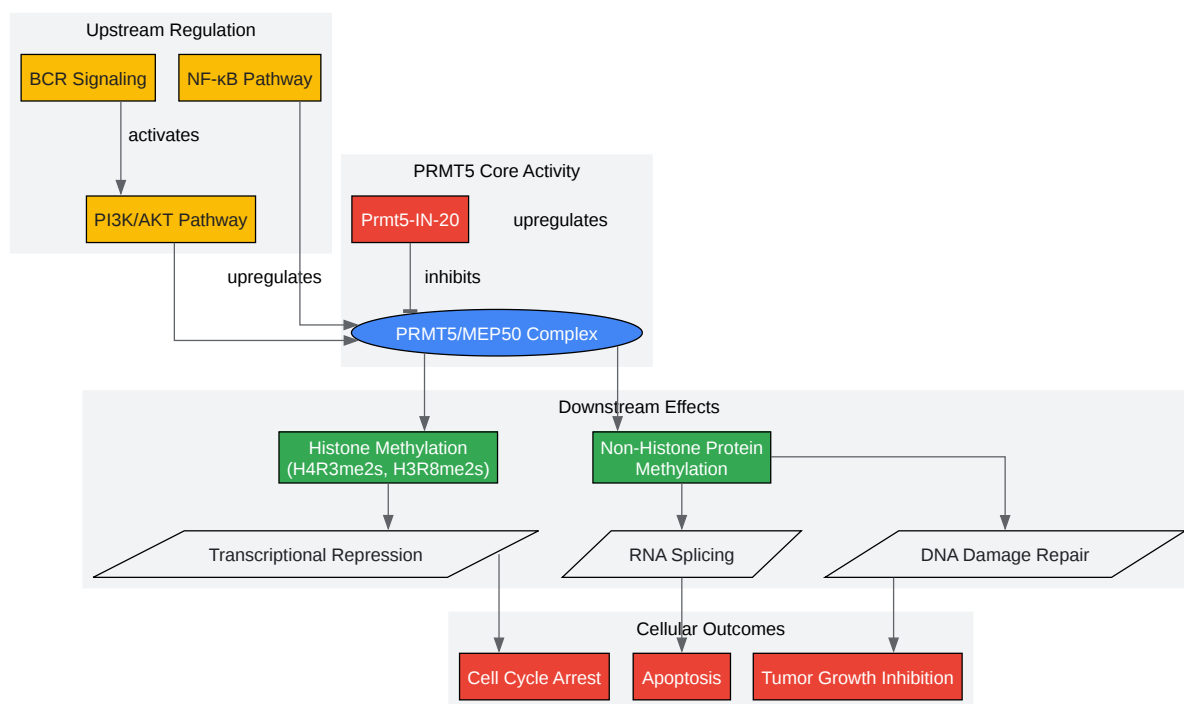 Upstream Regulation
BCR Signaling
NF-κB Pathway
activates
PRMT5 Core Activity
PI3K/AKT Pathway
Prmt5-IN-20
upregulates
upregulates
inhibits
PRMT5/MEP50 Complex
Downstream Effects
Histone Methylation
(H4R3me2s, H3R8me2s)
Non-Histone Protein
Methylation
Transcriptional Repression
RNA Splicing
DNA Damage Repair
Cellular Outcomes
Cell Cycle Arrest
Apoptosis
Tumor Growth Inhibition